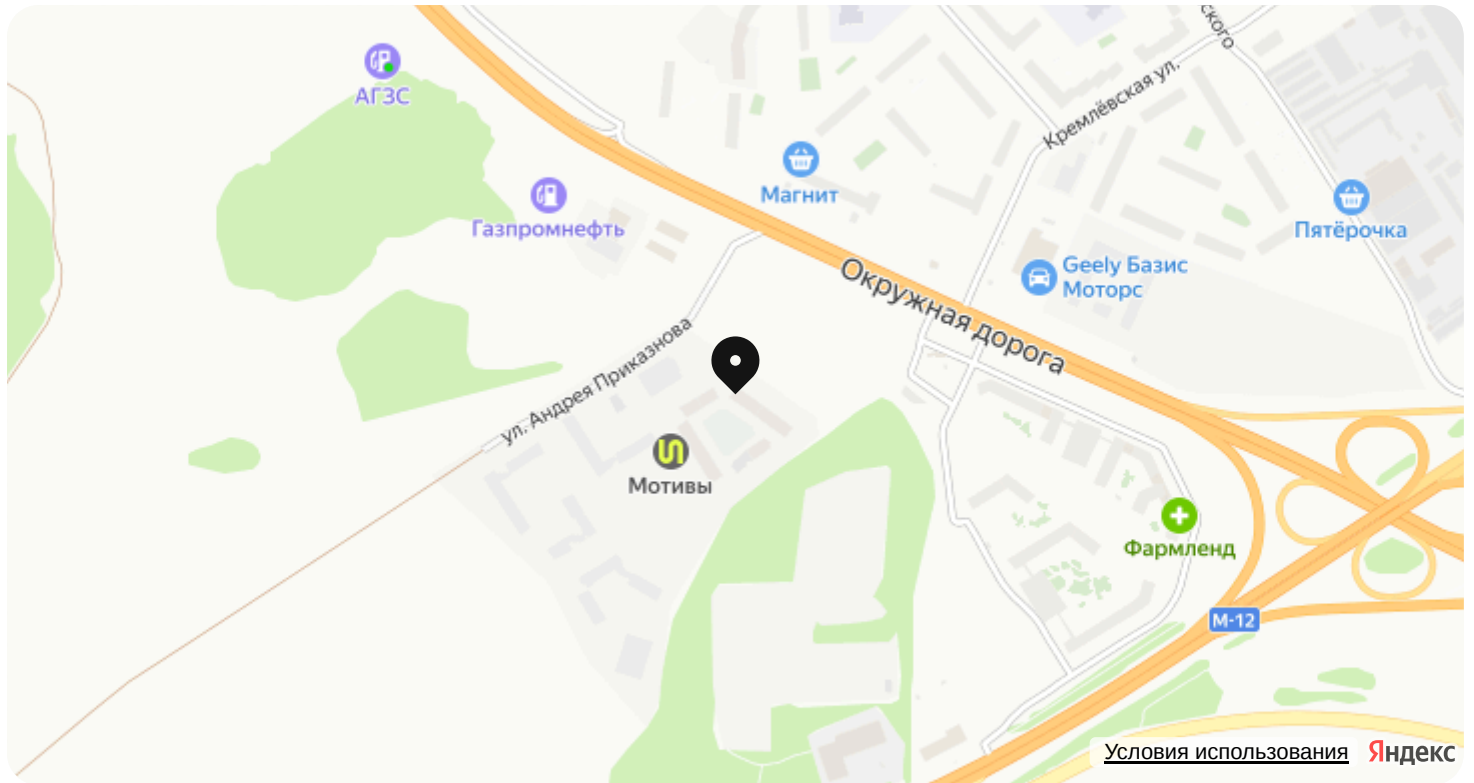 ского
АГЗС
Кремлёвская ул.
Магнит
Газпромнефть
Пятёрочка
Geely Базис
Моторс
Окружная дорога
ул. Андрея Приказнова
Мотивы
Фармленд
М-12
Условия использования
Яндекс